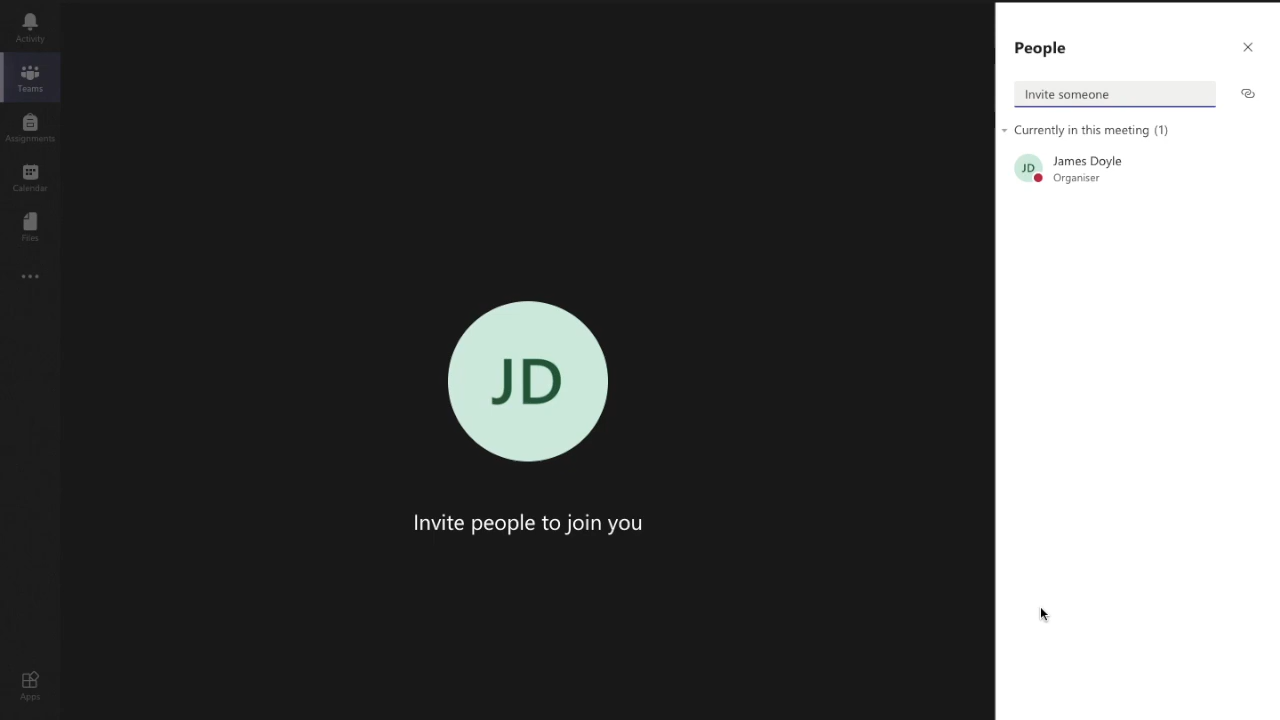 Activity
Teams
Assignments
Calendar
Files
Apps
JD
Invite people to join you
People
Invite someone
Currently in this meeting (1)
JD
James Doyle
Organiser